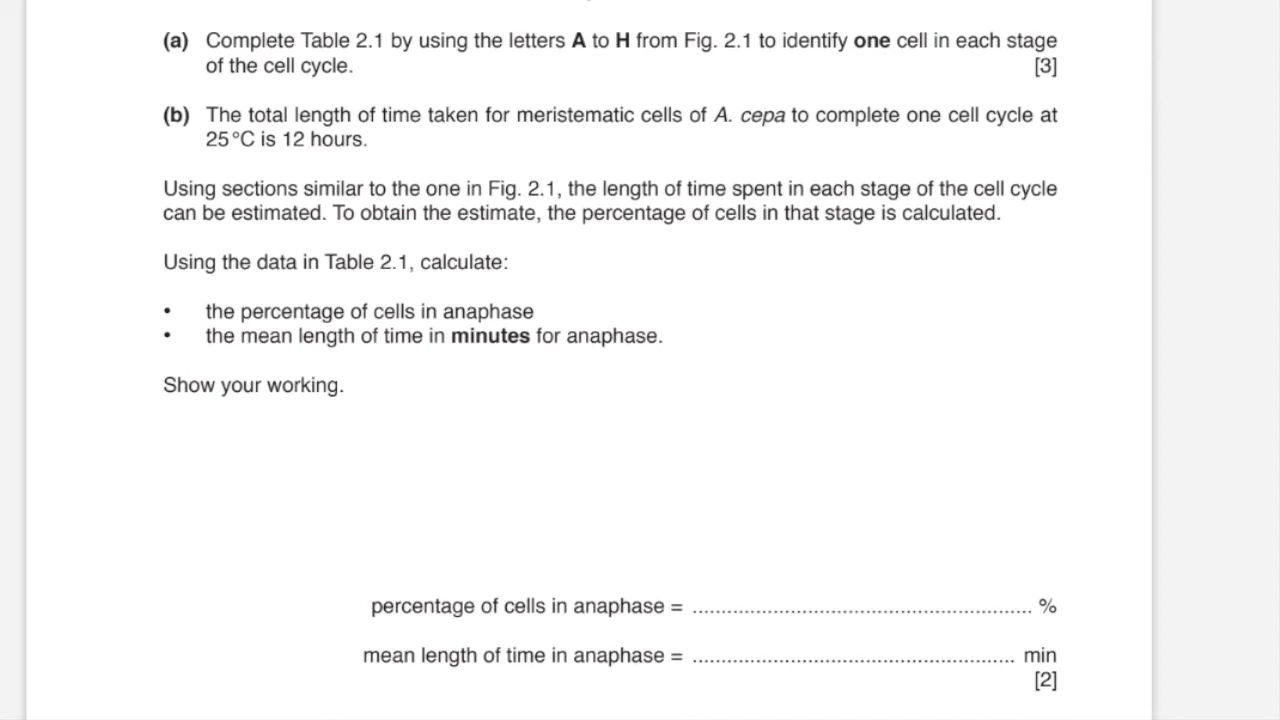 (a) Complete Table 2.1 by using the letters A to H from Fig. 2.1 to identify one cell in each stage
of the cell cycle. [3]
(b) The total length of time taken for meristematic cells of A. cepa to complete one cell cycle at
25 °C is 12 hours.
Using sections similar to the one in Fig. 2.1, the length of time spent in each stage of the cell cycle
can be estimated. To obtain the estimate, the percentage of cells in that stage is calculated.
Using the data in Table 2.1, calculate:
• the percentage of cells in anaphase
• the mean length of time in minutes for anaphase.
Show your working.
percentage of cells in anaphase = .......................................................... %
mean length of time in anaphase = ....................................................... min
[2]